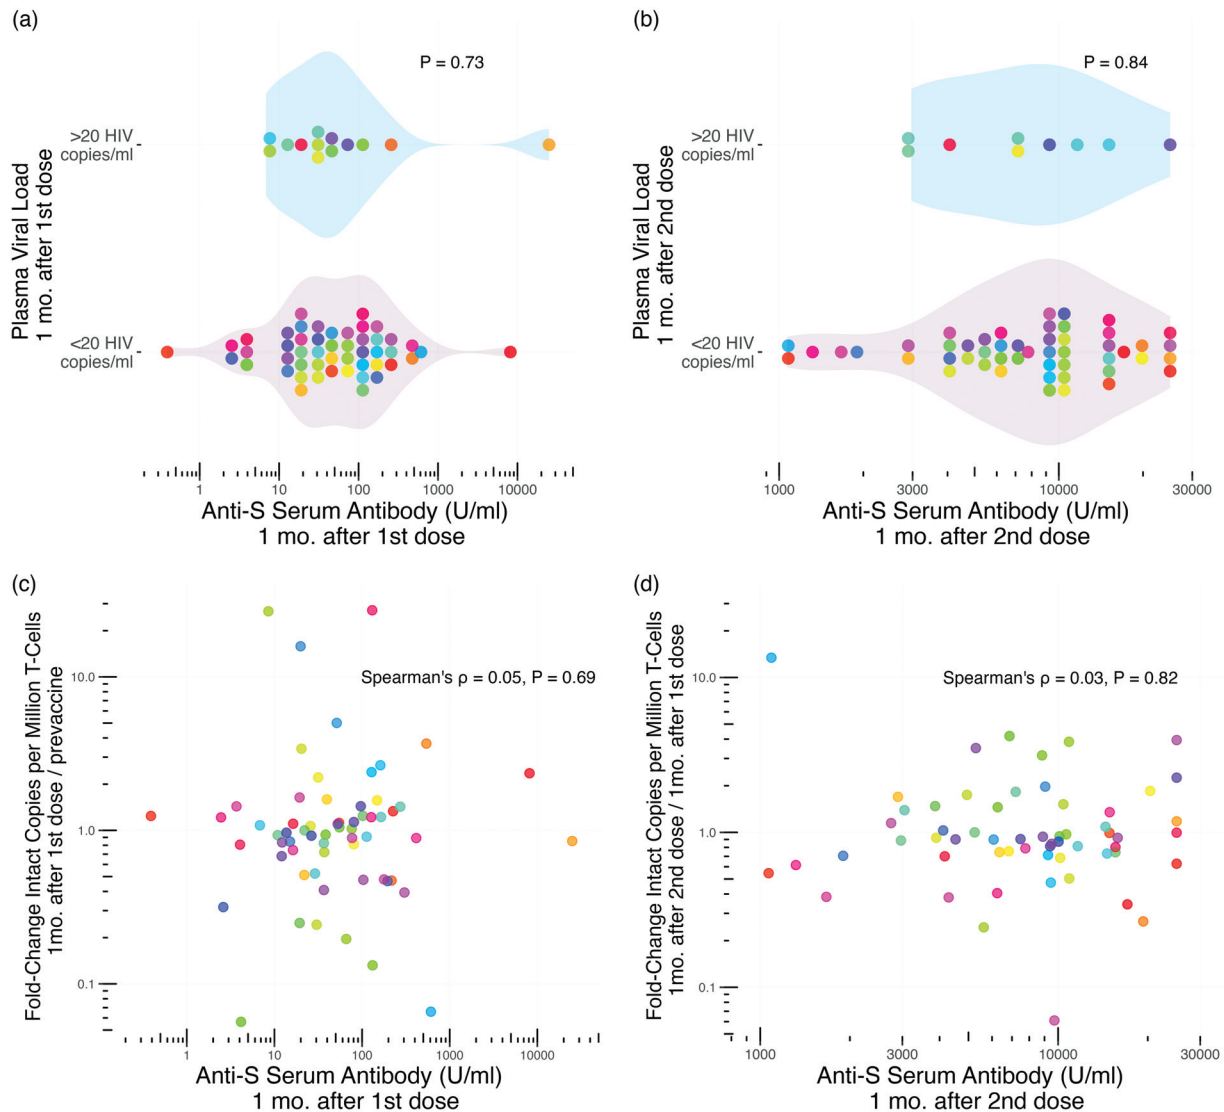 (a)
P = 0.73
>20 HIV
copies/ml
<20 HIV
copies/ml
Plasma Viral Load
1 mo. after 1st dose
1
10
100
1000
10000
Anti-S Serum Antibody (U/ml)
1 mo. after 1st dose
(b)
P = 0.84
>20 HIV
copies/ml
<20 HIV
copies/ml
Plasma Viral Load
1 mo. after 2nd dose
1000
3000
10000
30000
Anti-S Serum Antibody (U/ml)
1 mo. after 2nd dose
(c)
Spearman's ρ = 0.05, P = 0.69
Fold-Change Intact Copies per Million T-Cells
1mo. after 1st dose / prevaccine
10.0
1.0
0.1
1
10
100
1000
10000
Anti-S Serum Antibody (U/ml)
1 mo. after 1st dose
(d)
Spearman's ρ = 0.03, P = 0.82
Fold-Change Intact Copies per Million T-Cells
1mo. after 2nd dose / 1mo. after 1st dose
10.0
1.0
0.1
1000
3000
10000
30000
Anti-S Serum Antibody (U/ml)
1 mo. after 2nd dose